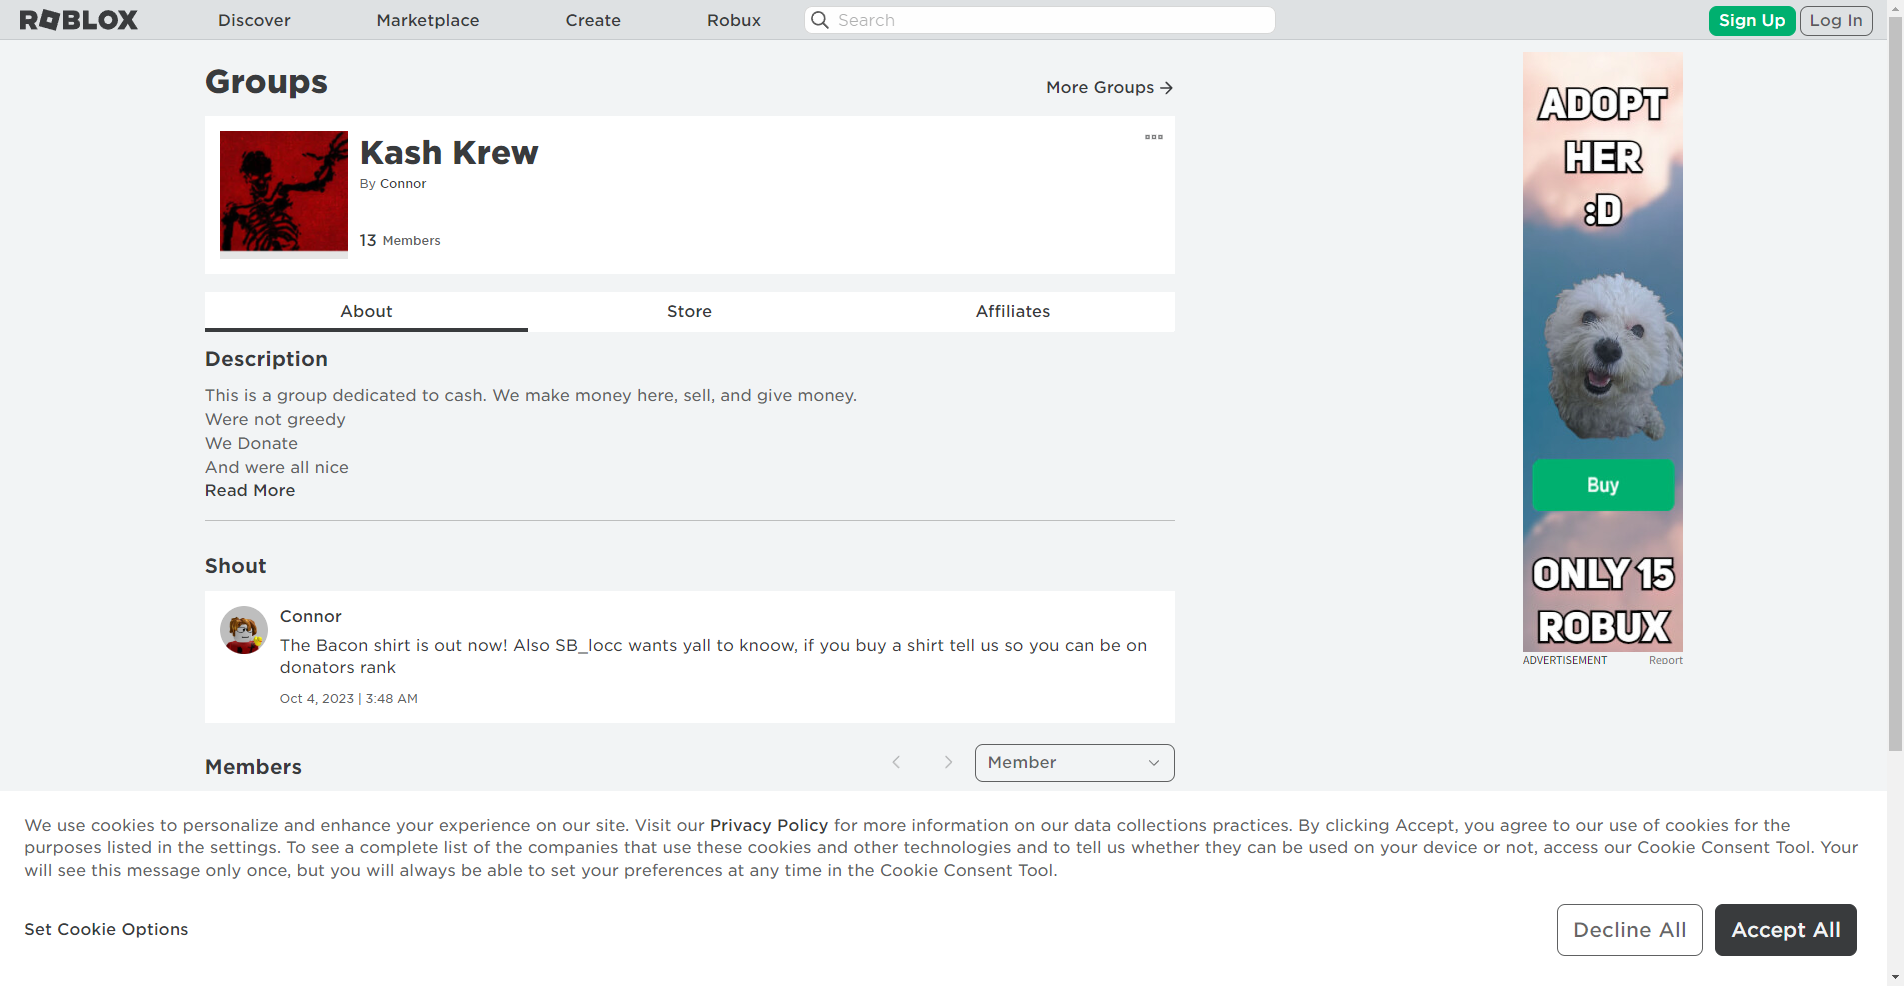 ROBLOX
Discover
Marketplace
Create
Robux
Search
Sign Up
Log In
Groups
More Groups
Kash Krew
By Connor
13 Members
About
Store
Affiliates
Description
This is a group dedicated to cash. We make money here, sell, and give money.
Were not greedy
We Donate
And were all nice
Read More
Shout
Connor
The Bacon shirt is out now! Also SB_locc wants yall to knoow, if you buy a shirt tell us so you can be on
donators rank
Oct 4, 2023 | 3:48 AM
Members
Member
ADOPT
HER
:D
Buy
ONLY 15
ROBUX
ADVERTISEMENT
Report
We use cookies to personalize and enhance your experience on our site. Visit our Privacy Policy for more information on our data collections practices. By clicking Accept, you agree to our use of cookies for the
purposes listed in the settings. To see a complete list of the companies that use these cookies and other technologies and to tell us whether they can be used on your device or not, access our Cookie Consent Tool. Your
will see this message only once, but you will always be able to set your preferences at any time in the Cookie Consent Tool.
Set Cookie Options
Decline All
Accept All